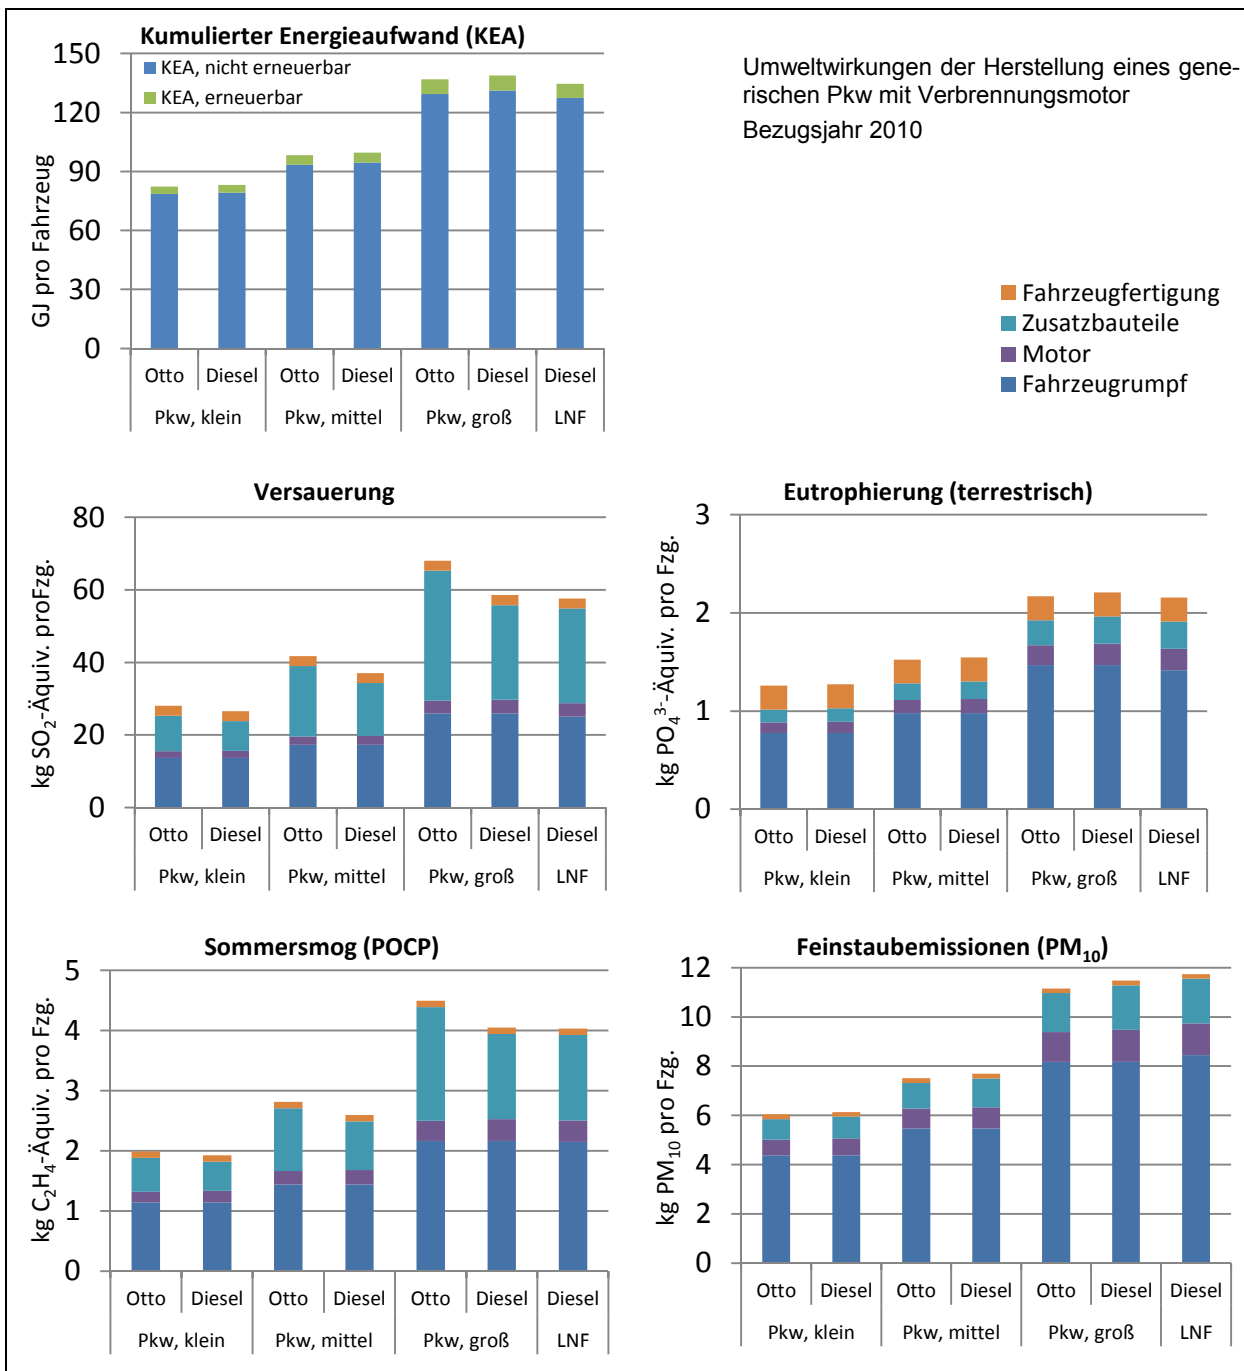 Kumulierter Energieaufwand (KEA)
GJ pro Fahrzeug
150
120
90
60
30
0
KEA, nicht erneuerbar
KEA, erneuerbar
Otto Diesel Otto Diesel Otto Diesel Diesel
Pkw, klein Pkw, mittel Pkw, groß LNF
Umweltwirkungen der Herstellung eines gene-
rischen Pkw mit Verbrennungsmotor
Bezugsjahr 2010
Fahrzeugfertigung
Zusatzbauteile
Motor
Fahrzeugrumpf
Versauerung
kg SO₂-Äquiv. proFzg.
80
60
40
20
0
Otto Diesel Otto Diesel Otto Diesel Diesel
Pkw, klein Pkw, mittel Pkw, groß LNF
Eutrophierung (terrestrisch)
kg PO₄³⁻-Äquiv. pro Fzg.
3
2
1
0
Otto Diesel Otto Diesel Otto Diesel Diesel
Pkw, klein Pkw, mittel Pkw, groß LNF
Sommersmog (POCP)
kg C₂H₄-Äquiv. pro Fzg.
5
4
3
2
1
0
Otto Diesel Otto Diesel Otto Diesel Diesel
Pkw, klein Pkw, mittel Pkw, groß LNF
Feinstaubemissionen (PM₁₀)
kg PM₁₀ pro Fzg.
12
10
8
6
4
2
0
Otto Diesel Otto Diesel Otto Diesel Diesel
Pkw, klein Pkw, mittel Pkw, groß LNF